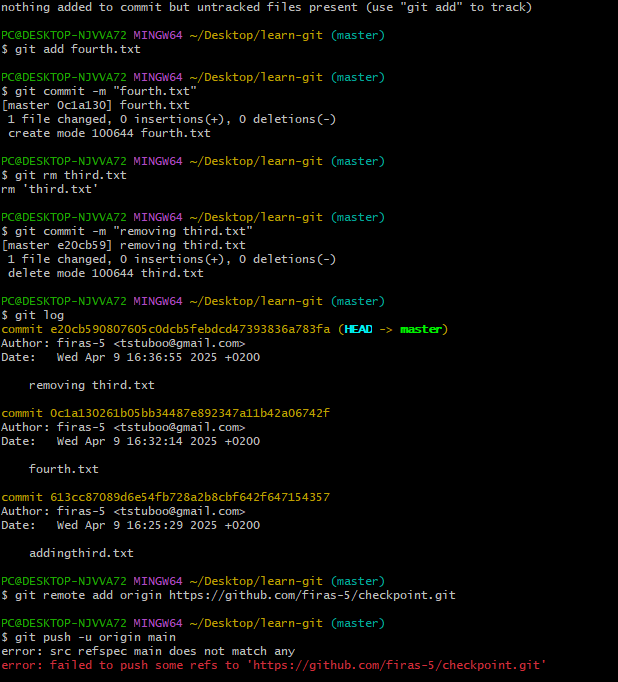 nothing added to commit but untracked files present (use "git add" to track)
PC@DESKTOP-NJVVA72 MINGW64 ~/Desktop/learn-git (master)
$ git add fourth.txt
PC@DESKTOP-NJVVA72 MINGW64 ~/Desktop/learn-git (master)
$ git commit -m "fourth.txt"
[master 0c1a130] fourth.txt
 1 file changed, 0 insertions(+), 0 deletions(-)
 create mode 100644 fourth.txt
PC@DESKTOP-NJVVA72 MINGW64 ~/Desktop/learn-git (master)
$ git rm third.txt
rm 'third.txt'
PC@DESKTOP-NJVVA72 MINGW64 ~/Desktop/learn-git (master)
$ git commit -m "removing third.txt"
[master e20cb59] removing third.txt
 1 file changed, 0 insertions(+), 0 deletions(-)
 delete mode 100644 third.txt
PC@DESKTOP-NJVVA72 MINGW64 ~/Desktop/learn-git (master)
$ git log
commit e20cb590807605c0dcb5febdcd47393836a783fa (HEAD -> master)
Author: firas-5 <tstuboo@gmail.com>
Date:   Wed Apr 9 16:36:55 2025 +0200
    removing third.txt
commit 0c1a130261b05bb34487e892347a11b42a06742f
Author: firas-5 <tstuboo@gmail.com>
Date:   Wed Apr 9 16:32:14 2025 +0200
    fourth.txt
commit 613cc87089d6e54fb728a2b8cbf642f647154357
Author: firas-5 <tstuboo@gmail.com>
Date:   Wed Apr 9 16:25:29 2025 +0200
    addingthird.txt
PC@DESKTOP-NJVVA72 MINGW64 ~/Desktop/learn-git (master)
$ git remote add origin https://github.com/firas-5/checkpoint.git
PC@DESKTOP-NJVVA72 MINGW64 ~/Desktop/learn-git (master)
$ git push -u origin main
error: src refspec main does not match any
error: failed to push some refs to 'https://github.com/firas-5/checkpoint.git'